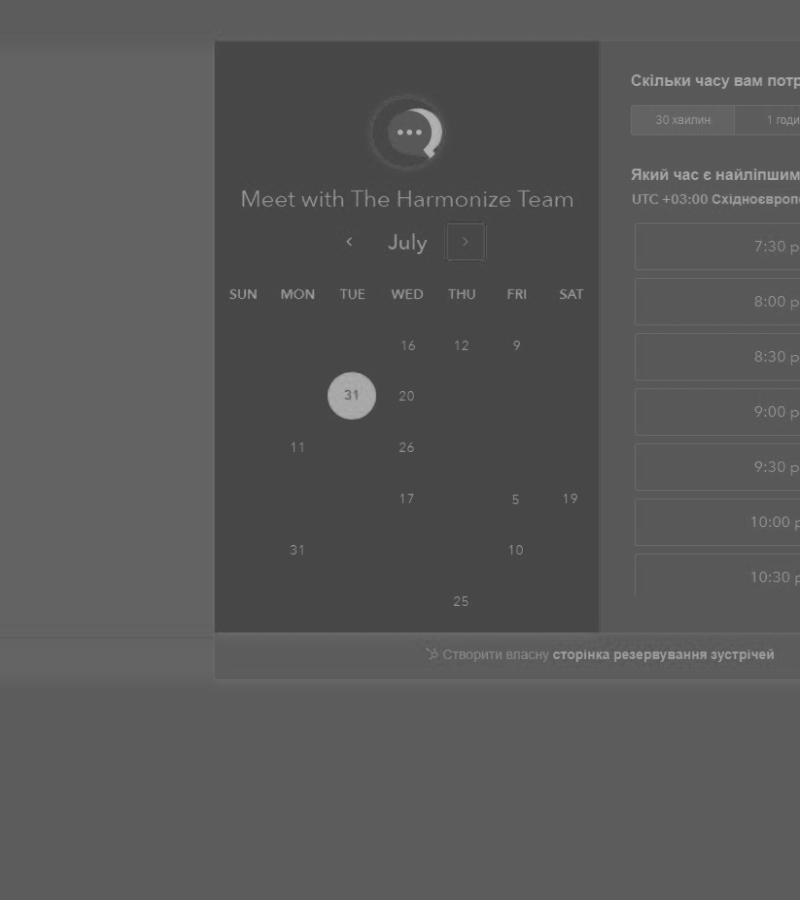 Meet with The Harmonize Team
July
SUN MON TUE WED THU FRI SAT
16 12 9
31 20
11 26
17 5 19
31 10
25
Скільки часу вам
30 хвилин 1
Який час є найліпшим
UTC +03:00
7:30
8:00
8:30
9:00
9:30
10:00
10:30
Створити власну сторінка резервування зустрічей